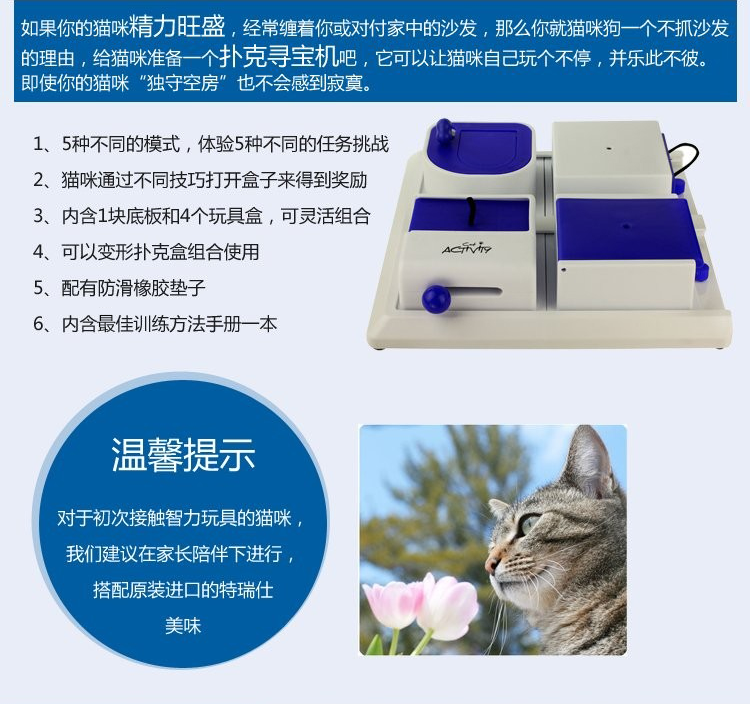 如果你的猫咪精力旺盛，经常缠着你或对付家中的沙发，那么你就猫咪狗一个不抓沙发
的理由，给猫咪准备一个扑克寻宝机吧，它可以让猫咪自己玩个不停，并乐此不彼。
即使你的猫咪“独守空房”也不会感到寂寞。
1、5种不同的模式，体验5种不同的任务挑战
2、猫咪通过不同技巧打开盒子来得到奖励
3、内含1块底板和4个玩具盒，可灵活组合
4、可以变形扑克盒组合使用
5、配有防滑橡胶垫子
6、内含最佳训练方法手册一本
Cat
ACTIVITY
温馨提示
对于初次接触智力玩具的猫咪，
我们建议在家长陪伴下进行，
搭配原装进口的特瑞仕
美味